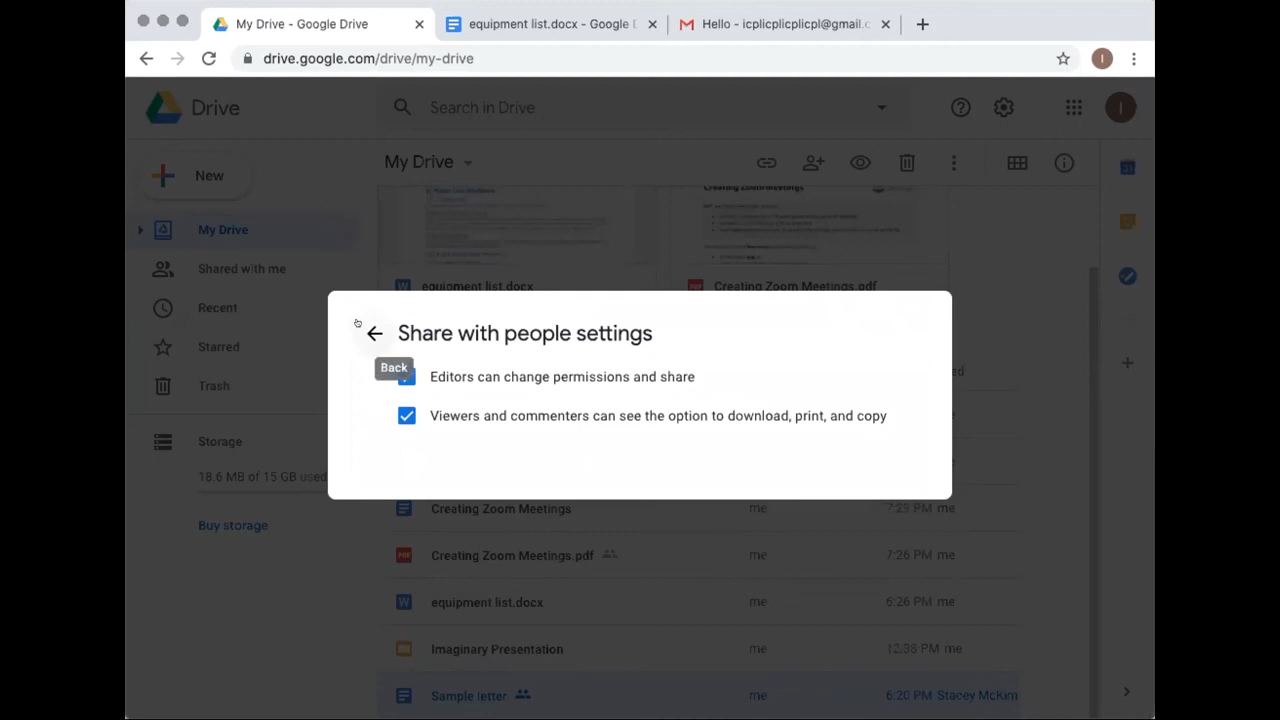 My Drive - Google Drive
equipment list.docx - Google D
Hello - icplicplicplicpl@gmail.c
drive.google.com/drive/my-drive
I
Drive
Search in Drive
I
New
My Drive
My Drive
Shared with me
Recent
Starred
Trash
Storage
18.6 MB of 15 GB used
Buy storage
Creating Zoom Meetings
equipment list.docx
Creating Zoom Meetings.pdf
Share with people settings
Back
Editors can change permissions and share
Viewers and commenters can see the option to download, print, and copy
Creating Zoom Meetings me 7:29 PM me
Creating Zoom Meetings.pdf me 7:26 PM me
equipment list.docx me 6:26 PM me
Imaginary Presentation me 12:38 PM me
Sample letter me 6:20 PM Stacey McKim